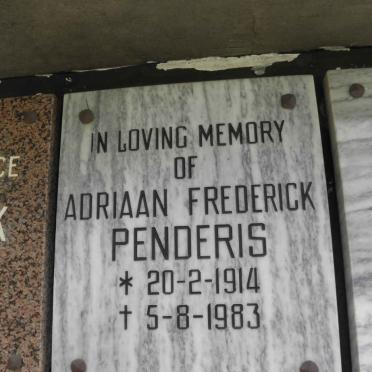 IN LOVING MEMORY
OF
ADRIAAN FREDERICK
PENDERIS
* 20-2-1914
† 5-8-1983